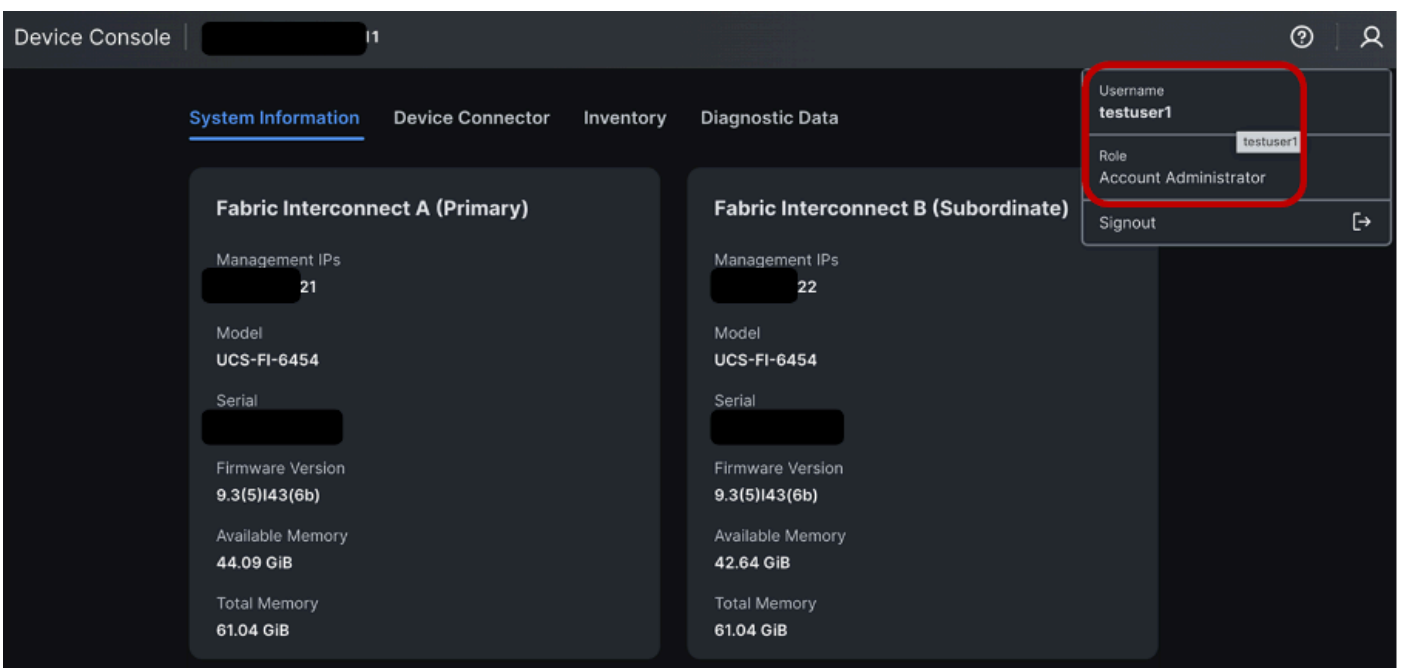 Device Console
System Information Device Connector Inventory Diagnostic Data
Username
testuser1
testuser1
Role
Account Administrator
Signout
Fabric Interconnect A (Primary)
Management IPs
21
Model
UCS-FI-6454
Serial
Firmware Version
9.3(5)I43(6b)
Available Memory
44.09 GiB
Total Memory
61.04 GiB
Fabric Interconnect B (Subordinate)
Management IPs
22
Model
UCS-FI-6454
Serial
Firmware Version
9.3(5)I43(6b)
Available Memory
42.64 GiB
Total Memory
61.04 GiB